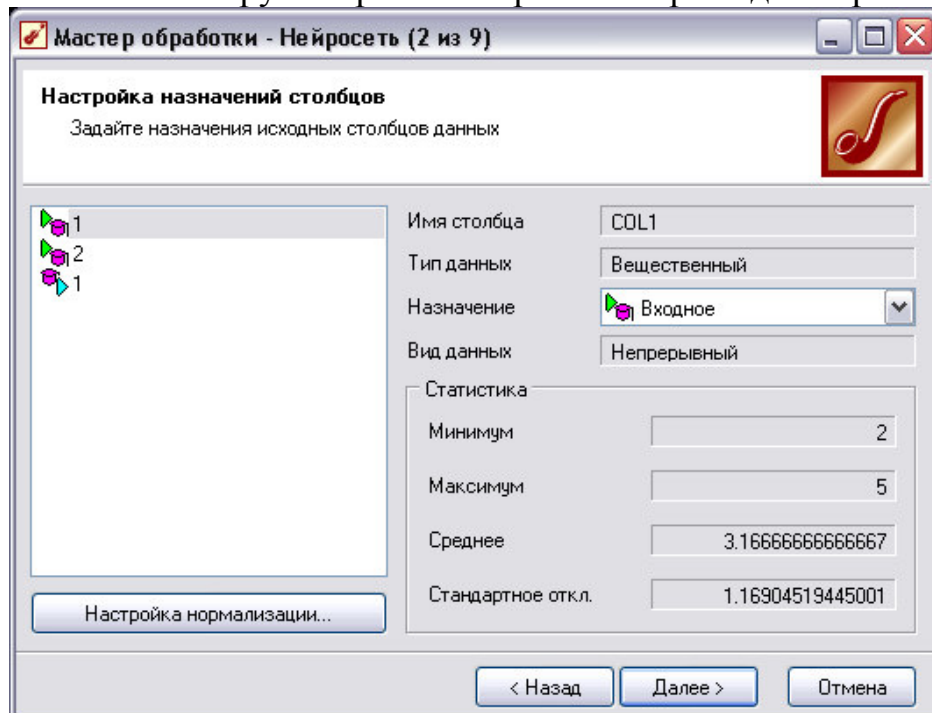 Мастер обработки - Нейросеть (2 из 9)
Настройка назначений столбцов
Задайте назначения исходных столбцов данных
1
2
1
Имя столбца COL1
Тип данных Вещественный
Назначение Входное
Вид данных Непрерывный
Статистика
Минимум 2
Максимум 5
Среднее 3.16666666666667
Стандартное откл. 1.16904519445001
Настройка нормализации...
< Назад Далее > Отмена